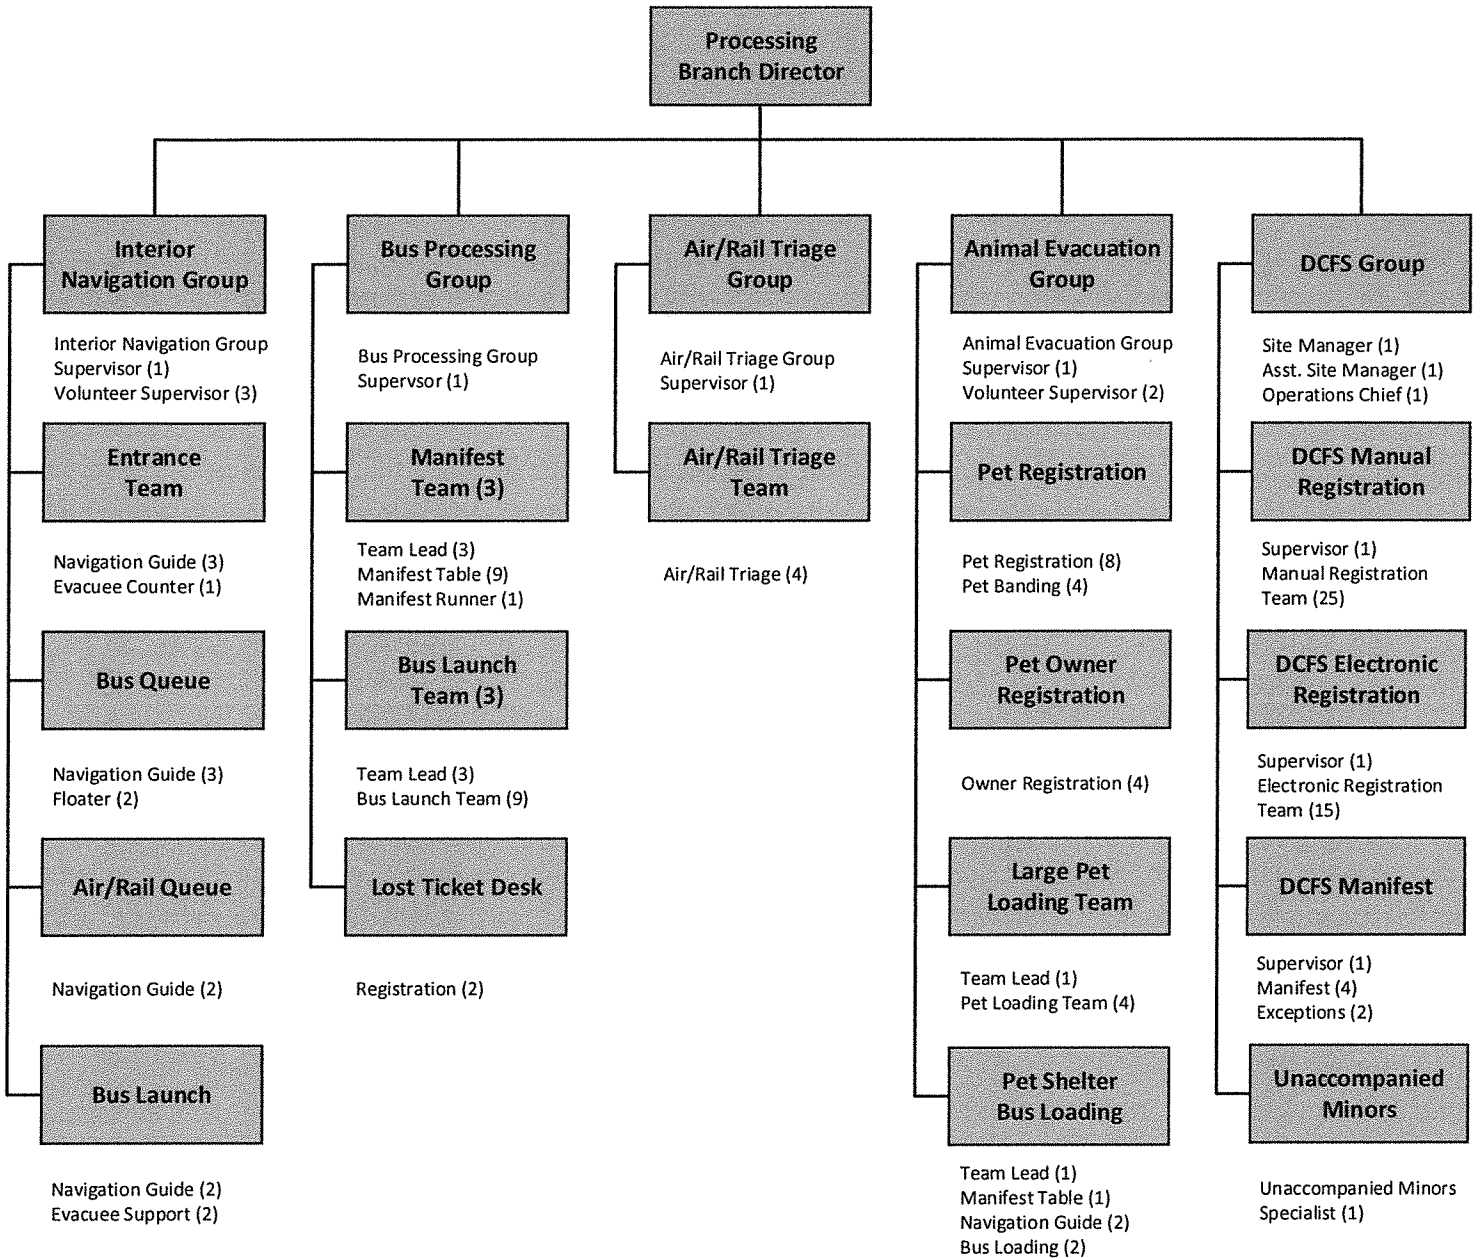 Processing
Branch Director
Interior
Navigation Group
Interior Navigation Group
Supervisor (1)
Volunteer Supervisor (3)
Entrance
Team
Navigation Guide (3)
Evacuee Counter (1)
Bus Queue
Navigation Guide (3)
Floater (2)
Air/Rail Queue
Navigation Guide (2)
Bus Launch
Navigation Guide (2)
Evacuee Support (2)
Bus Processing
Group
Bus Processing Group
Supervsor (1)
Manifest
Team (3)
Team Lead (3)
Manifest Table (9)
Manifest Runner (1)
Bus Launch
Team (3)
Team Lead (3)
Bus Launch Team (9)
Lost Ticket Desk
Registration (2)
Air/Rail Triage
Group
Air/Rail Triage Group
Supervisor (1)
Air/Rail Triage
Team
Air/Rail Triage (4)
Animal Evacuation
Group
Animal Evacuation Group
Supervisor (1)
Volunteer Supervisor (2)
Pet Registration
Pet Registration (8)
Pet Banding (4)
Pet Owner
Registration
Owner Registration (4)
Large Pet
Loading Team
Team Lead (1)
Pet Loading Team (4)
Pet Shelter
Bus Loading
Team Lead (1)
Manifest Table (1)
Navigation Guide (2)
Bus Loading (2)
DCFS Group
Site Manager (1)
Asst. Site Manager (1)
Operations Chief (1)
DCFS Manual
Registration
Supervisor (1)
Manual Registration
Team (25)
DCFS Electronic
Registration
Supervisor (1)
Electronic Registration
Team (15)
DCFS Manifest
Supervisor (1)
Manifest (4)
Exceptions (2)
Unaccompanied
Minors
Unaccompanied Minors
Specialist (1)